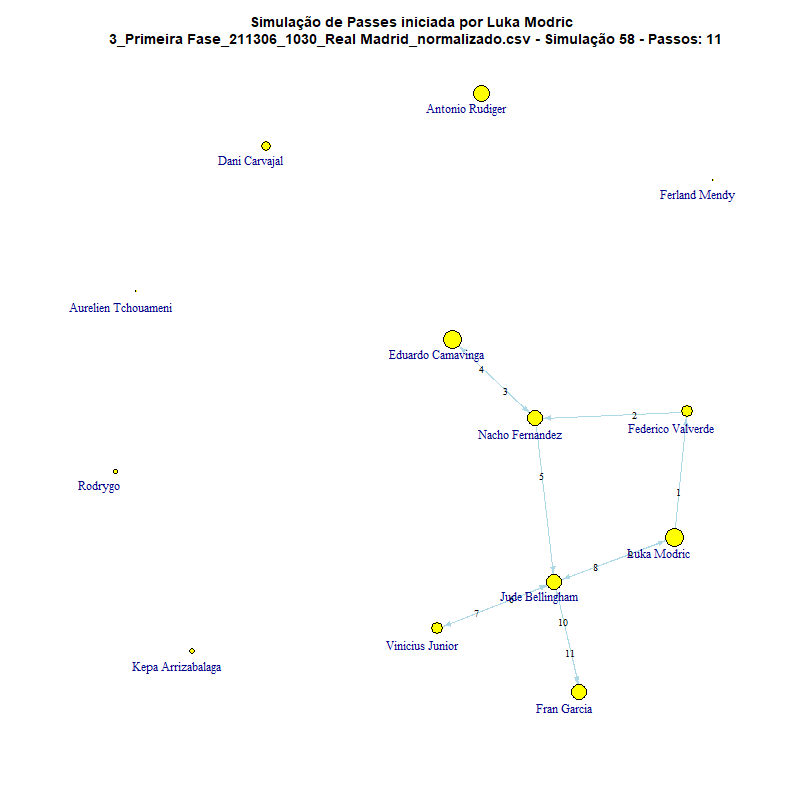 Simulação de Passes iniciada por Luka Modric
3_Primeira Fase_211306_1030_Real Madrid_normalizado.csv - Simulação 58 - Passos: 11
Antonio Rudiger
Dani Carvajal
Ferland Mendy
Aurelien Tchouameni
Eduardo Camavinga
4
3
2
Federico Valverde
Nacho Fernandez
5
Rodrygo
1
Luka Modric
8
Jude Bellingham
7
10
Vinicius Junior
11
Kepa Arrizabalaga
Fran Garcia